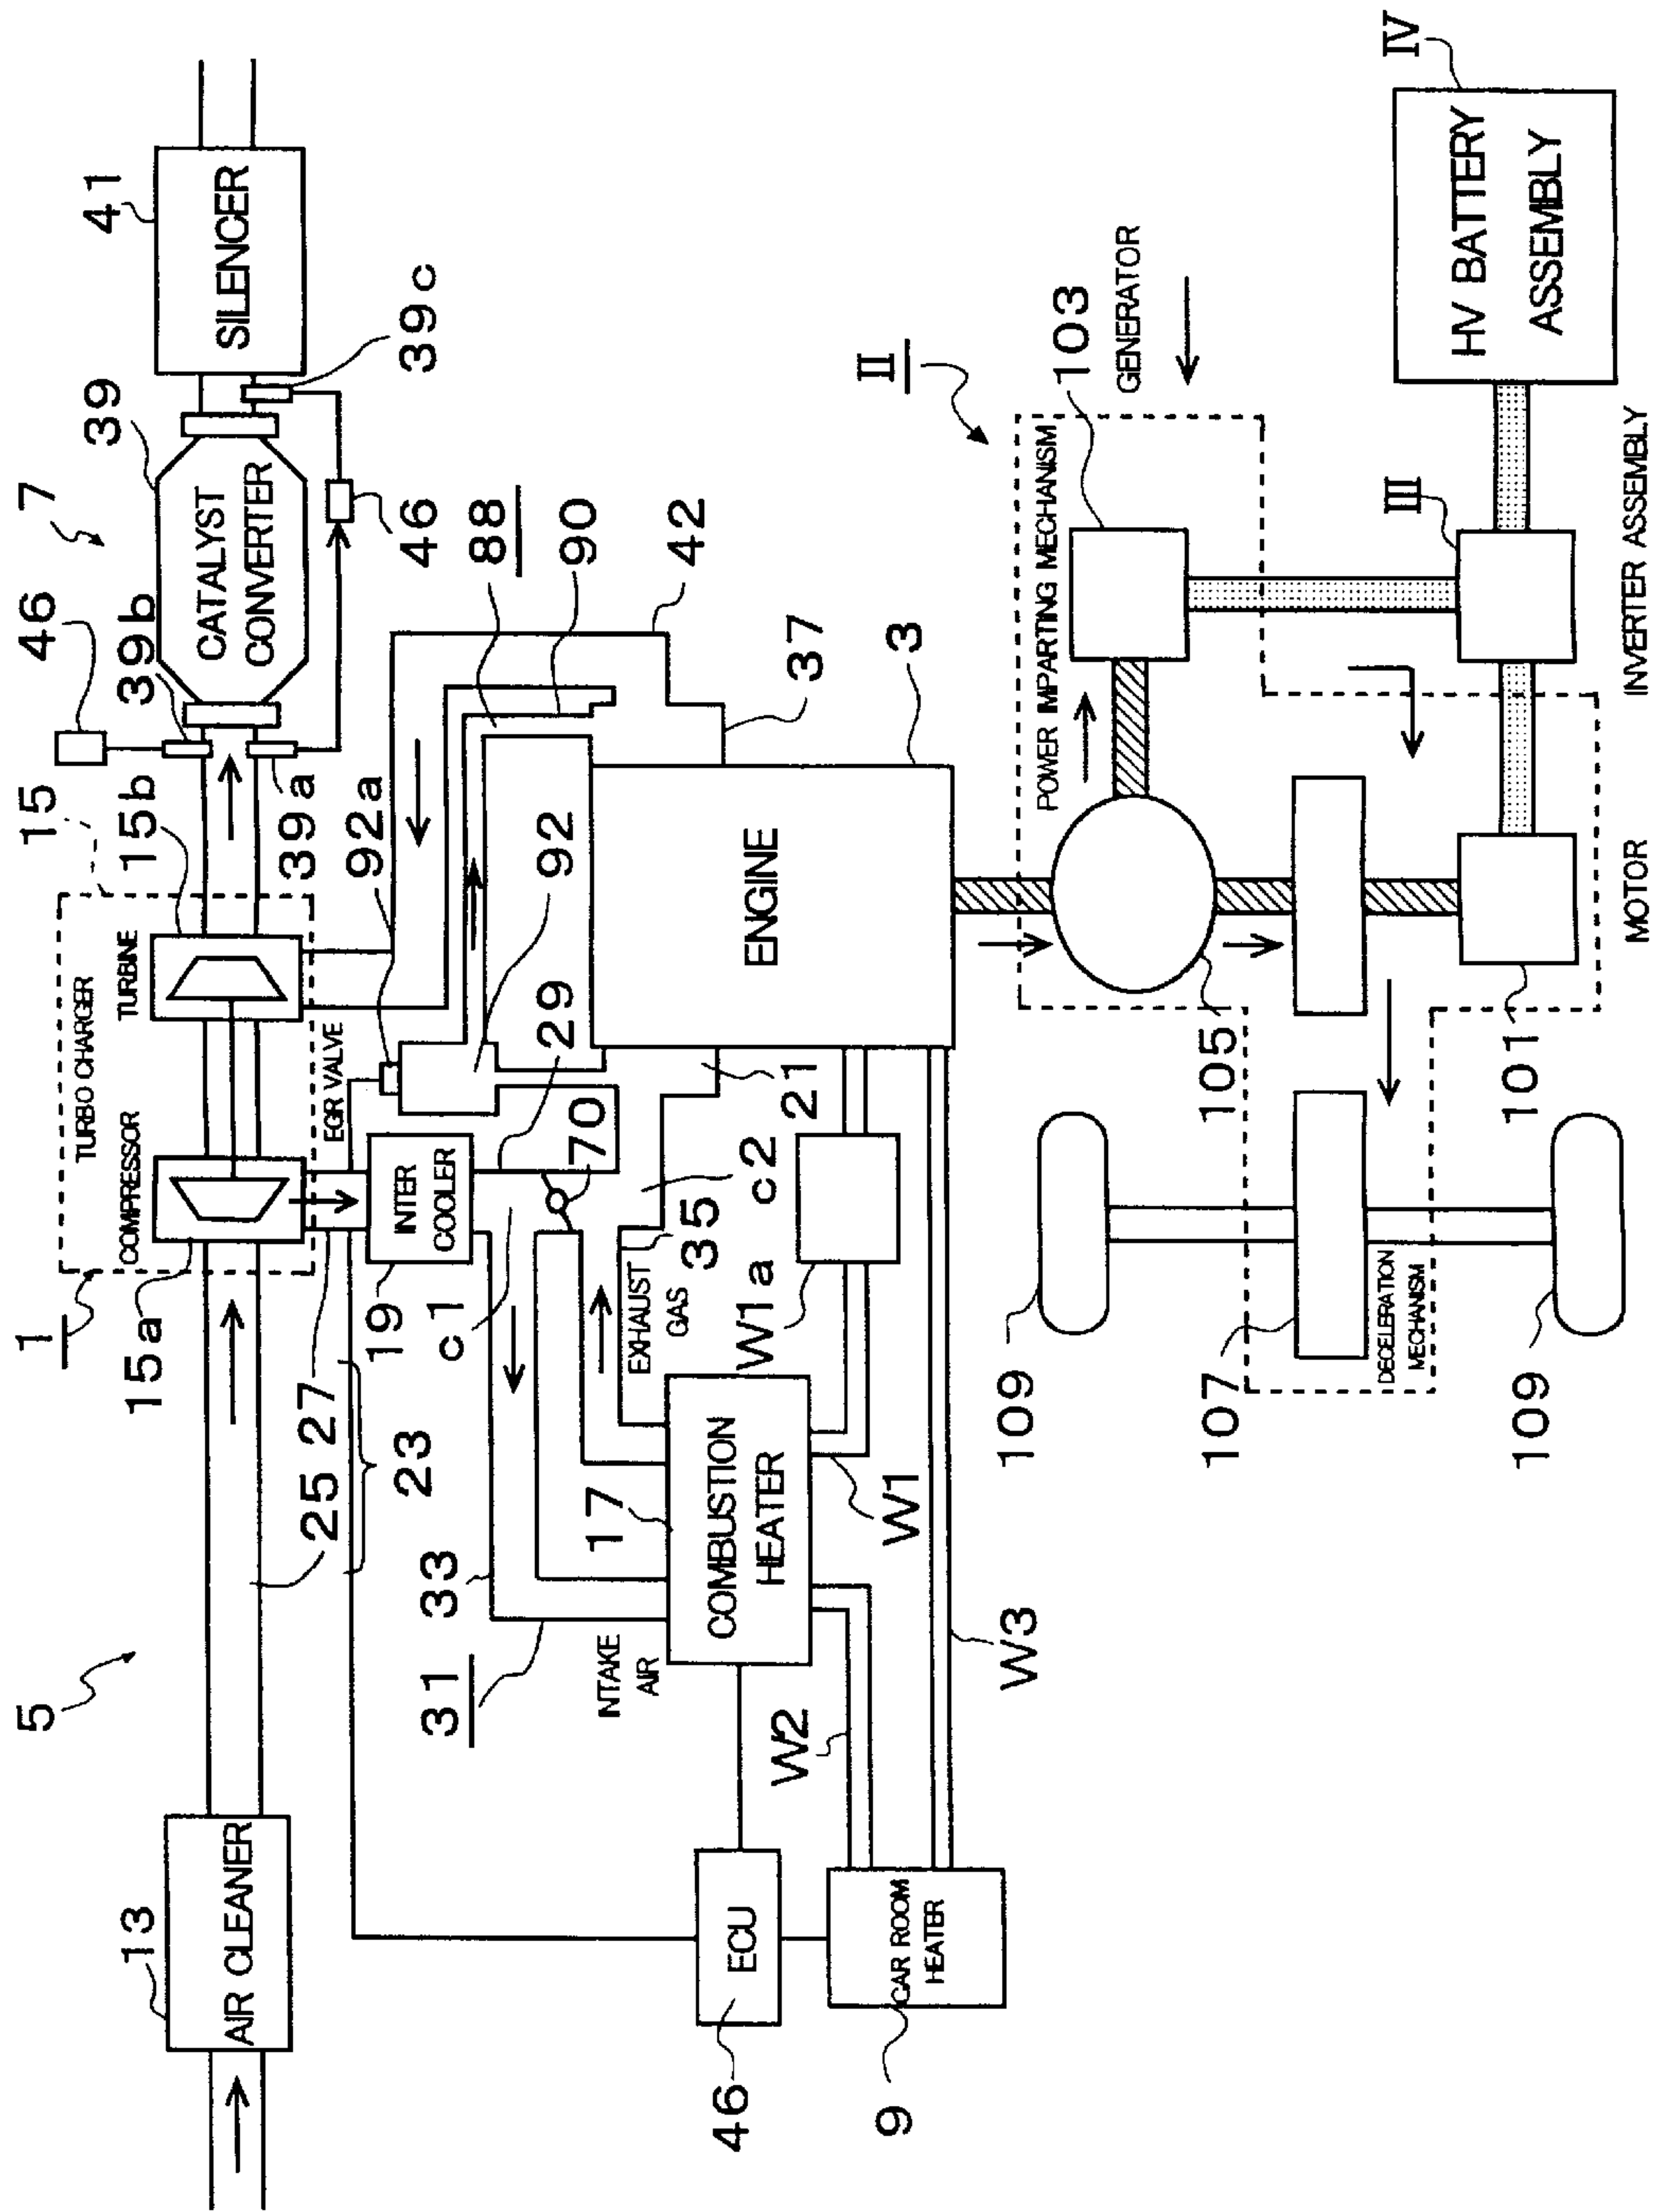 5
1
15
46
7
13
AIR CLEANER
TURBO CHARGER
COMPRESSOR
TURBINE
15a
15b
39b
39
CATALYST
CONVERTER
41
SILENCER
39a
39c
46
25
27
23
EGR VALVE
92a
19
INTER
COOLER
c1
33
31
NTAKE
AIR
17
EXHAUST
GAS
35
70
29
92
88
90
42
37
3
ENGINE
21
c2
COMBUSTION
HEATER
W1a
W1
W2
W3
46
ECU
9
CAR ROOM
HEATER
II
POWER IMPARTING MECHANISM
103
GENERATOR
105
109
107
DECELERATION
MECHANISM
109
101
MOTOR
III
INVERTER ASSEMBLY
IV
HV BATTERY
ASSEMBLY